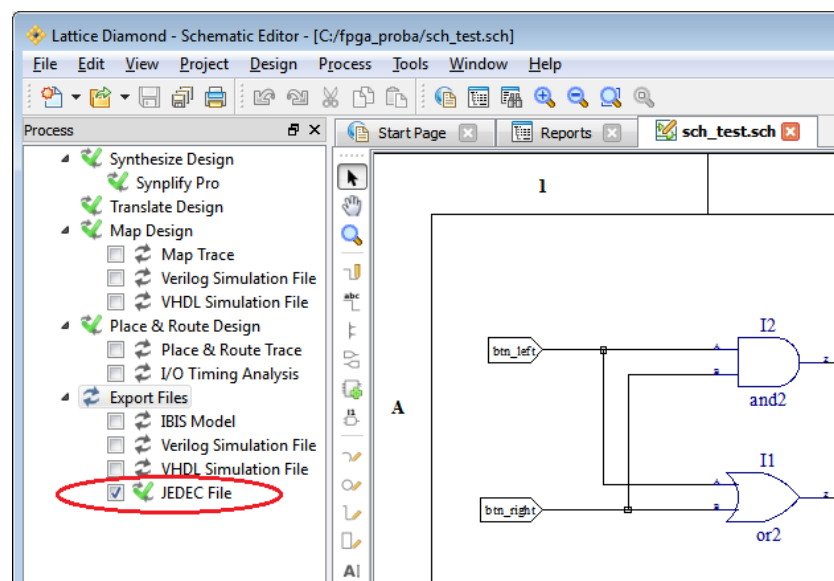 Lattice Diamond - Schematic Editor - [C:/fpga_proba/sch_test.sch]
File Edit View Project Design Process Tools Window Help
Process
Start Page Reports sch_test.sch
Synthesize Design
Synplify Pro
Translate Design
Map Design
Map Trace
Verilog Simulation File
VHDL Simulation File
Place & Route Design
Place & Route Trace
I/O Timing Analysis
Export Files
IBIS Model
Verilog Simulation File
VHDL Simulation File
JEDEC File
abc
I1
A
1
A
I2
btn_left
A
B
Z
and2
I1
btn_right
A
B
Z
or2